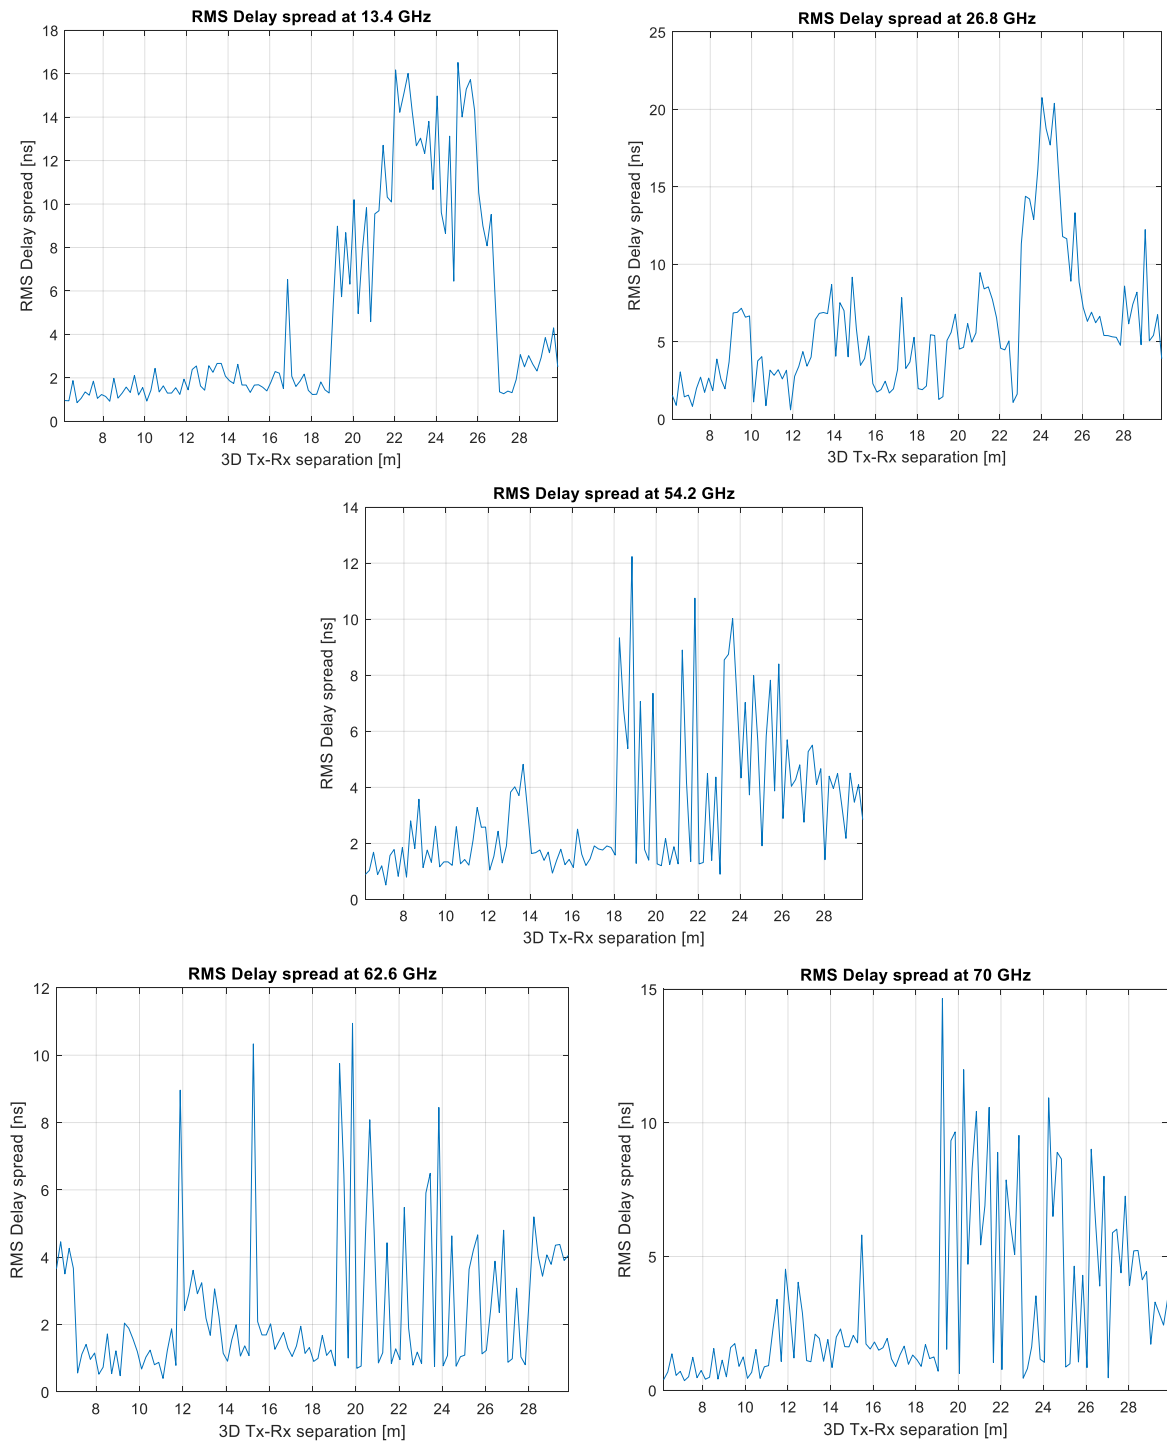 RMS Delay spread at 13.4 GHz
RMS Delay spread [ns]
18
16
14
12
10
8
6
4
2
0
8 10 12 14 16 18 20 22 24 26 28
3D Tx-Rx separation [m]
RMS Delay spread at 26.8 GHz
RMS Delay spread [ns]
25
20
15
10
5
0
8 10 12 14 16 18 20 22 24 26 28
3D Tx-Rx separation [m]
RMS Delay spread at 54.2 GHz
RMS Delay spread [ns]
14
12
10
8
6
4
2
0
8 10 12 14 16 18 20 22 24 26 28
3D Tx-Rx separation [m]
RMS Delay spread at 62.6 GHz
RMS Delay spread [ns]
12
10
8
6
4
2
0
8 10 12 14 16 18 20 22 24 26 28
3D Tx-Rx separation [m]
RMS Delay spread at 70 GHz
RMS Delay spread [ns]
15
10
5
0
8 10 12 14 16 18 20 22 24 26 28
3D Tx-Rx separation [m]